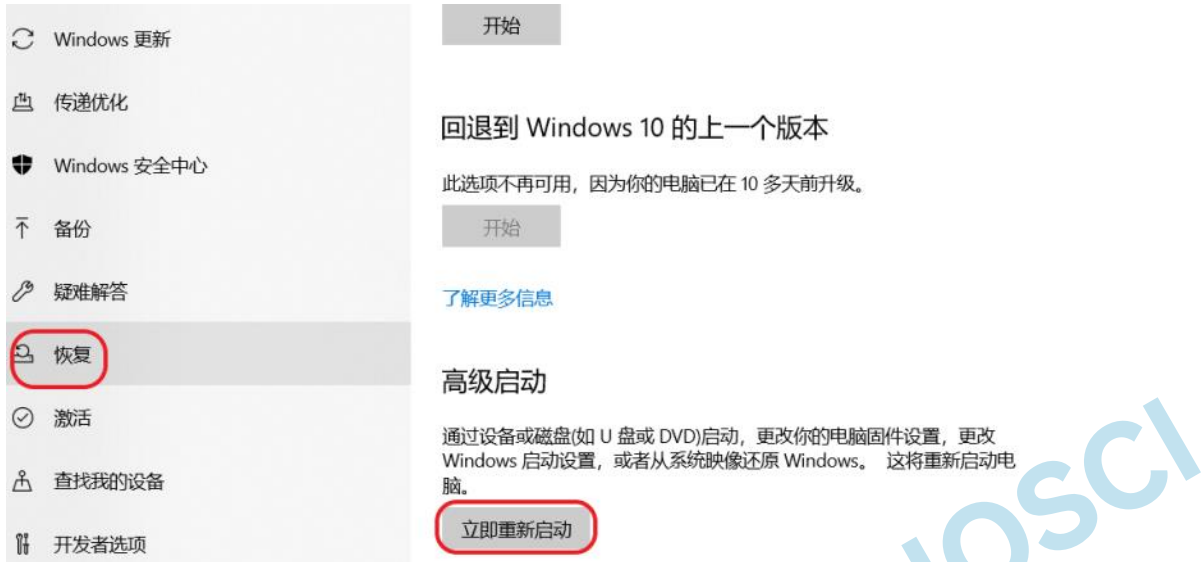 Windows 更新
传递优化
Windows 安全中心
备份
疑难解答
恢复
激活
查找我的设备
开发者选项
开始
回退到 Windows 10 的上一个版本
此选项不再可用，因为你的电脑已在 10 多天前升级。
开始
了解更多信息
高级启动
通过设备或磁盘(如 U 盘或 DVD)启动，更改你的电脑固件设置，更改
Windows 启动设置，或者从系统映像还原 Windows。 这将重新启动电
脑。
立即重新启动